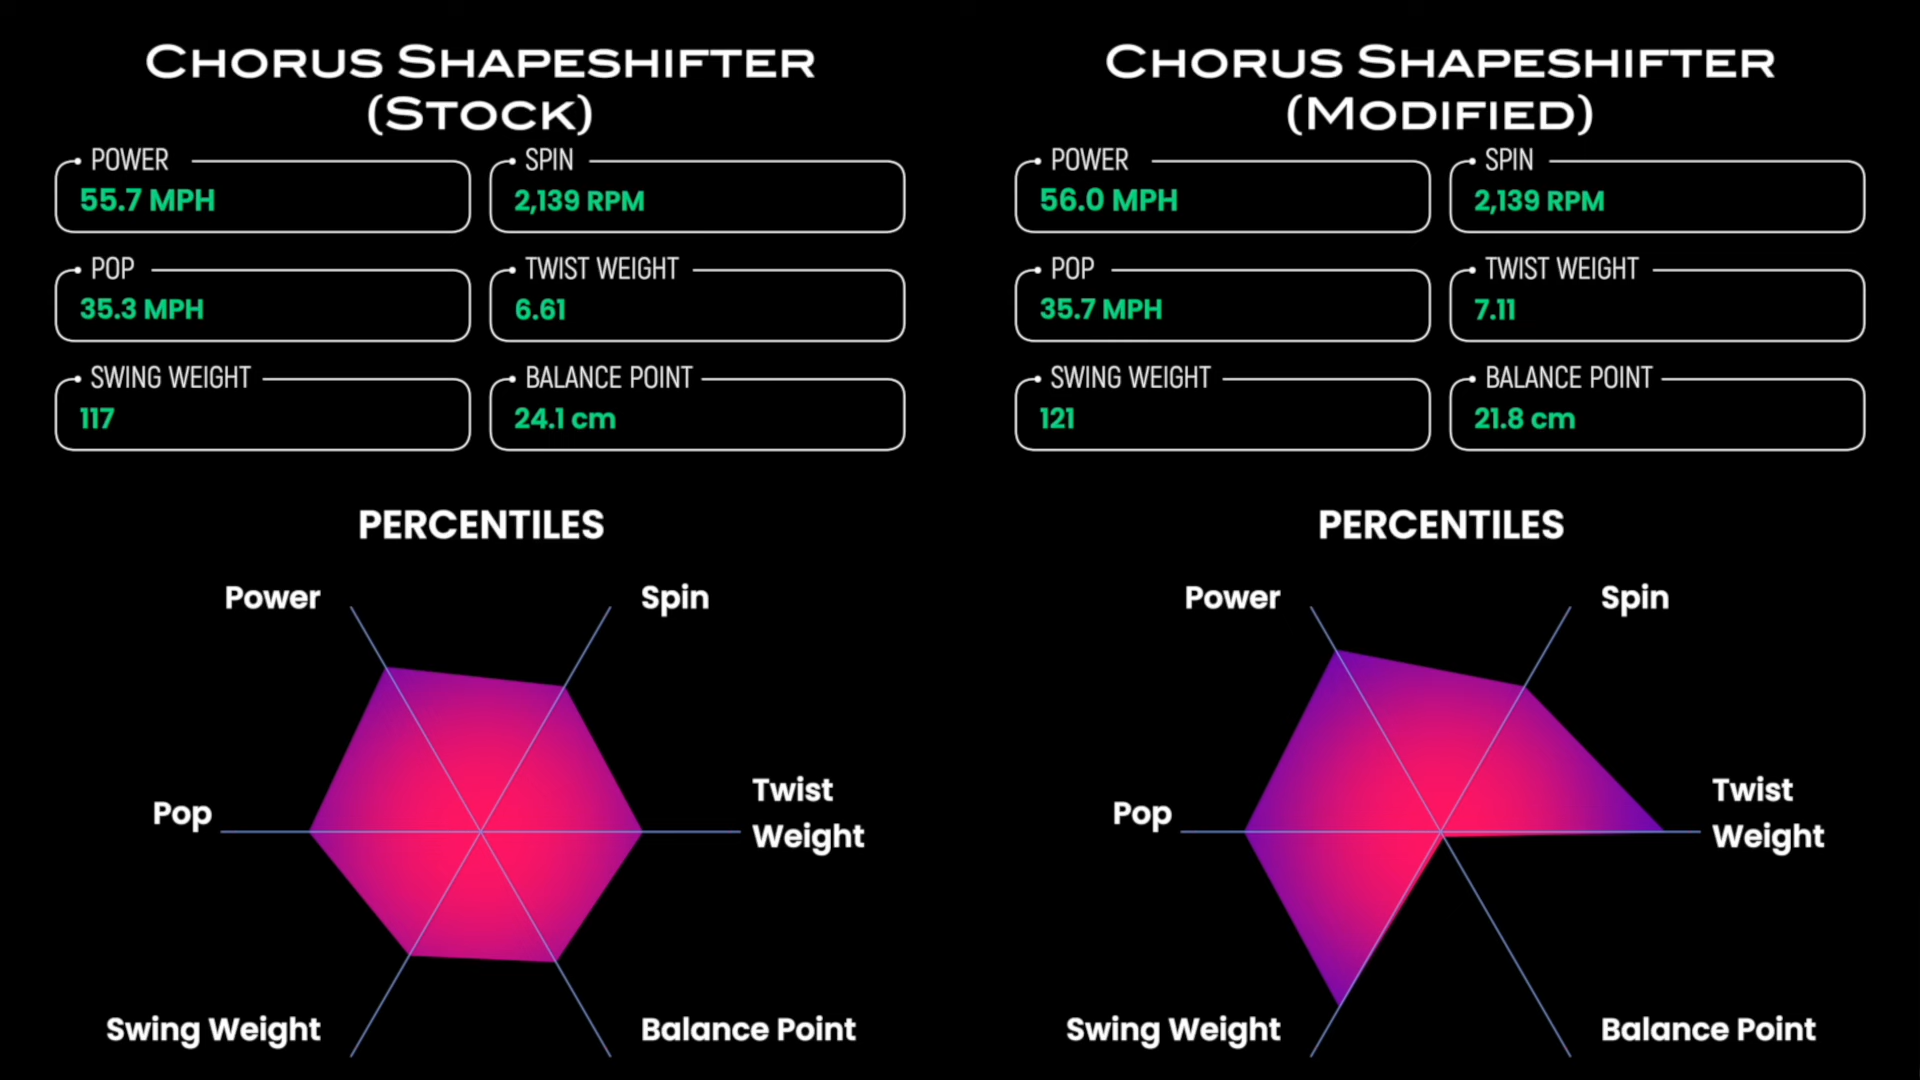 CHORUS SHAPESHIFTER
(STOCK)
POWER
55.7 MPH
SPIN
2,139 RPM
POP
35.3 MPH
TWIST WEIGHT
6.61
SWING WEIGHT
117
BALANCE POINT
24.1 cm
PERCENTILES
Power
Spin
Pop
Twist
Weight
Swing Weight
Balance Point
CHORUS SHAPESHIFTER
(MODIFIED)
POWER
56.0 MPH
SPIN
2,139 RPM
POP
35.7 MPH
TWIST WEIGHT
7.11
SWING WEIGHT
121
BALANCE POINT
21.8 cm
PERCENTILES
Power
Spin
Pop
Twist
Weight
Swing Weight
Balance Point